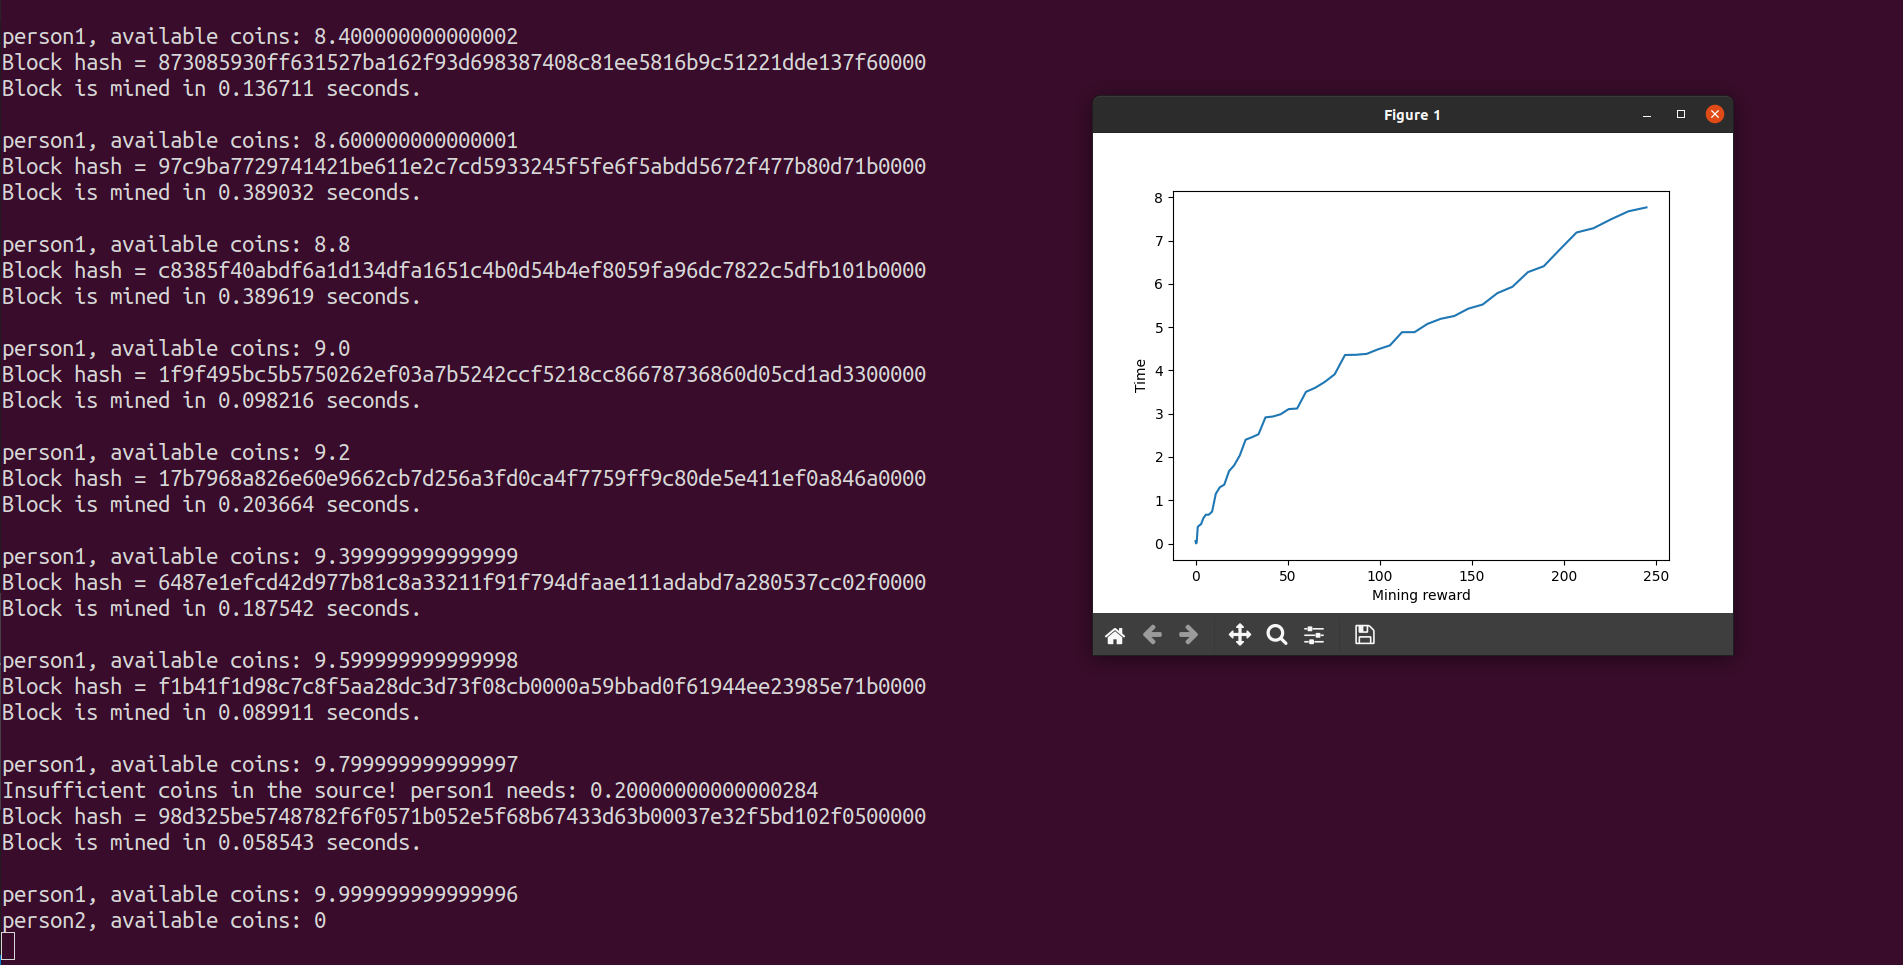 person1, available coins: 8.400000000000002
Block hash = 873085930ff631527ba162f93d698387408c81ee5816b9c51221dde137f60000
Block is mined in 0.136711 seconds.
person1, available coins: 8.600000000000001
Block hash = 97c9ba7729741421be611e2c7cd5933245f5fe6f5abdd5672f477b80d71b0000
Block is mined in 0.389032 seconds.
person1, available coins: 8.8
Block hash = c8385f40abdf6a1d134dfa1651c4b0d54b4ef8059fa96dc7822c5dfb101b0000
Block is mined in 0.389619 seconds.
person1, available coins: 9.0
Block hash = 1f9f495bc5b5750262ef03a7b5242ccf5218cc86678736860d05cd1ad3300000
Block is mined in 0.098216 seconds.
person1, available coins: 9.2
Block hash = 17b7968a826e60e9662cb7d256a3fd0ca4f7759ff9c80de5e411ef0a846a0000
Block is mined in 0.203664 seconds.
person1, available coins: 9.399999999999999
Block hash = 6487e1efcd42d977b81c8a33211f91f794dfaae111adabd7a280537cc02f0000
Block is mined in 0.187542 seconds.
person1, available coins: 9.599999999999998
Block hash = f1b41f1d98c7c8f5aa28dc3d73f08cb0000a59bbad0f61944ee23985e71b0000
Block is mined in 0.089911 seconds.
person1, available coins: 9.799999999999997
Insufficient coins in the source! person1 needs: 0.20000000000000284
Block hash = 98d325be5748782f6f0571b052e5f68b67433d63b00037e32f5bd102f0500000
Block is mined in 0.058543 seconds.
person1, available coins: 9.999999999999996
person2, available coins: 0
Figure 1
8
7
6
5
4
3
2
1
0
Time
0 50 100 150 200 250
Mining reward